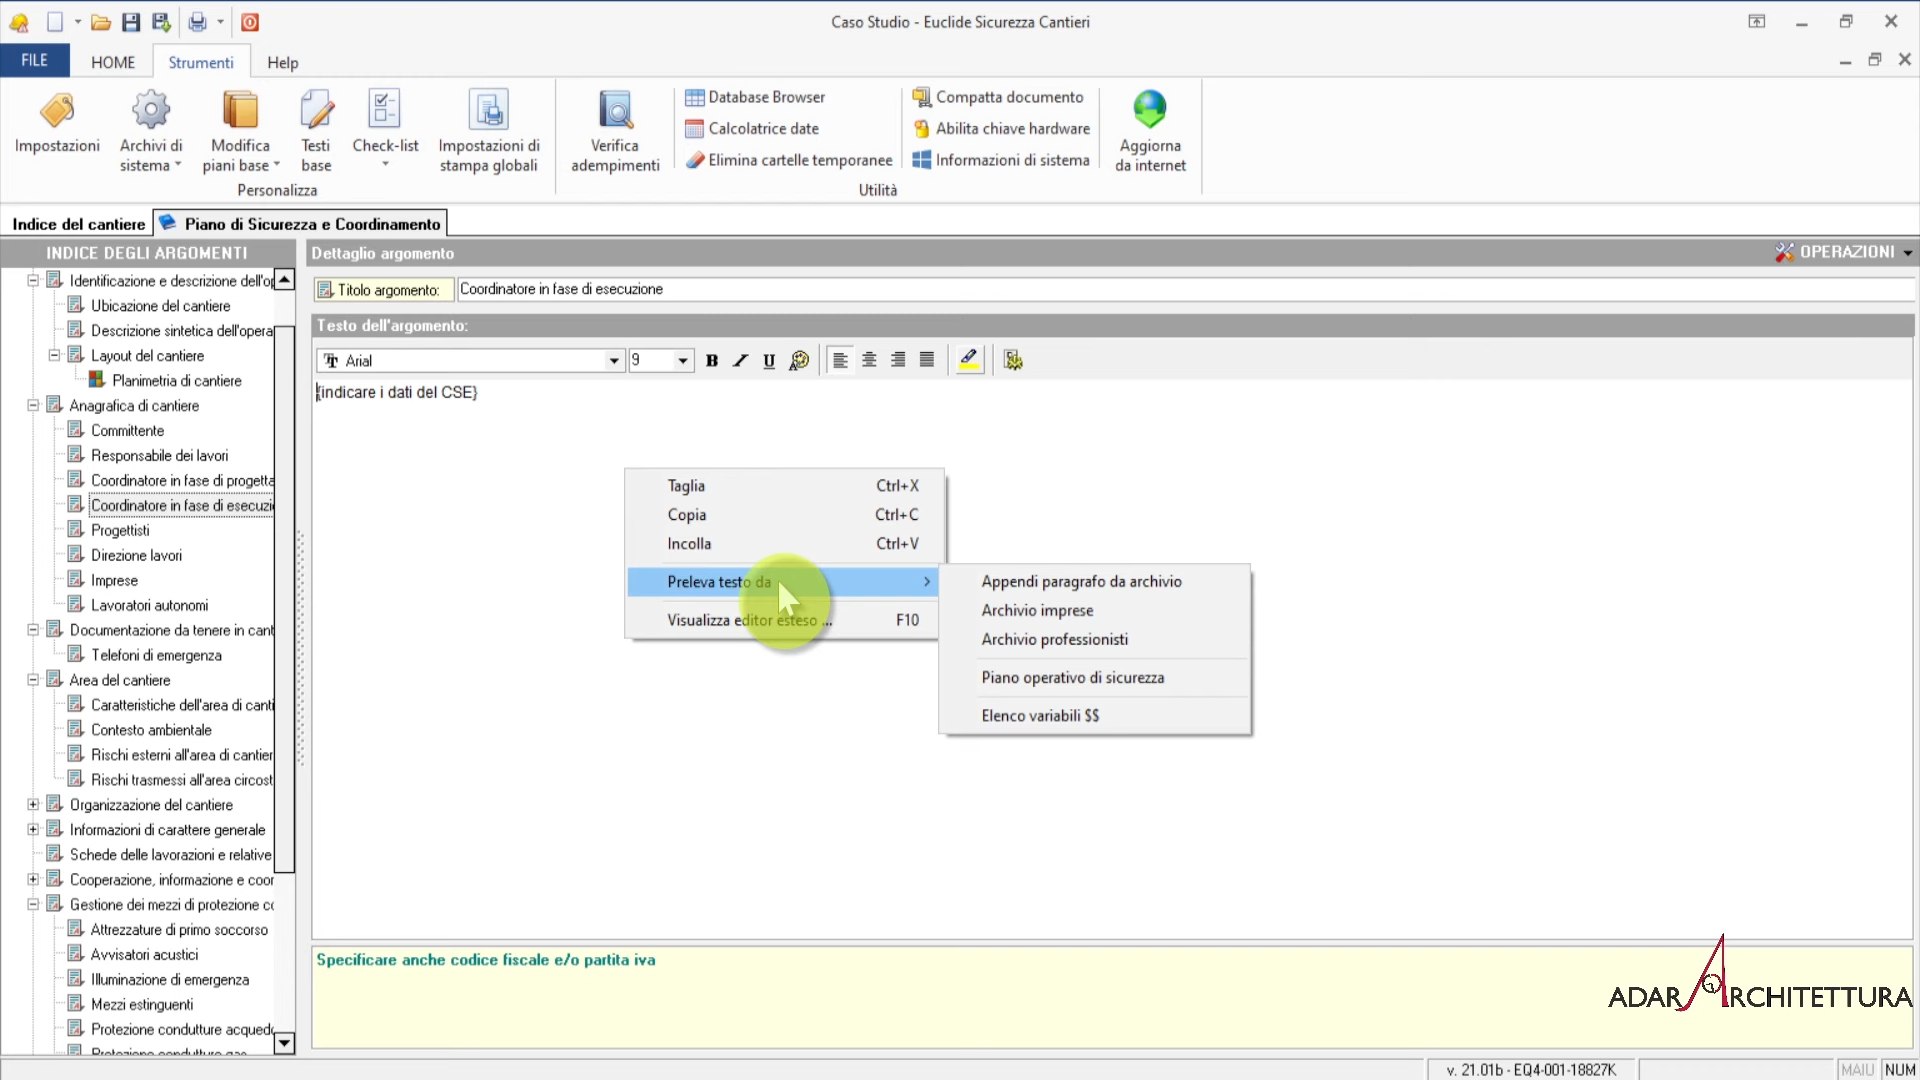 Caso Studio - Euclide Sicurezza Cantieri
FILE
HOME
Strumenti
Help
Impostazioni
Archivi di
sistema
Modifica
piani base
Testi
base
Check-list
Impostazioni di
stampa globali
Personalizza
Verifica
adempimenti
Database Browser
Calcolatrice date
Elimina cartelle temporanee
Compatta documento
Abilita chiave hardware
Informazioni di sistema
Utilità
Aggiorna
da internet
Indice del cantiere
Piano di Sicurezza e Coordinamento
INDICE DEGLI ARGOMENTI
Identificazione e descrizione dell'op
Ubicazione del cantiere
Descrizione sintetica dell'opera
Layout del cantiere
Planimetria di cantiere
Anagrafica di cantiere
Committente
Responsabile dei lavori
Coordinatore in fase di progetta
Coordinatore in fase di esecuzio
Progettisti
Direzione lavori
Imprese
Lavoratori autonomi
Documentazione da tenere in cant
Telefoni di emergenza
Area del cantiere
Caratteristiche dell'area di canti
Contesto ambientale
Rischi esterni all'area di cantier
Rischi trasmessi all'area circost
Organizzazione del cantiere
Informazioni di carattere generale
Schede delle lavorazioni e relative
Cooperazione, informazione e coor
Gestione dei mezzi di protezione co
Attrezzature di primo soccorso
Avvisatori acustici
Illuminazione di emergenza
Mezzi estinguenti
Protezione condutture acquedo
Protezione condutture gas
Dettaglio argomento
OPERAZIONI
Titolo argomento:
Coordinatore in fase di esecuzione
Testo dell'argomento:
Arial
9
B I U
{indicare i dati del CSE}
Taglia Ctrl+X
Copia Ctrl+C
Incolla Ctrl+V
Preleva testo da
Visualizza editor esteso ... F10
Appendi paragrafo da archivio
Archivio imprese
Archivio professionisti
Piano operativo di sicurezza
Elenco variabili $$
Specificare anche codice fiscale e/o partita iva
ADARARCHITETTURA
v. 21.01b - EQ4-001-18827K
MAIU
NUM